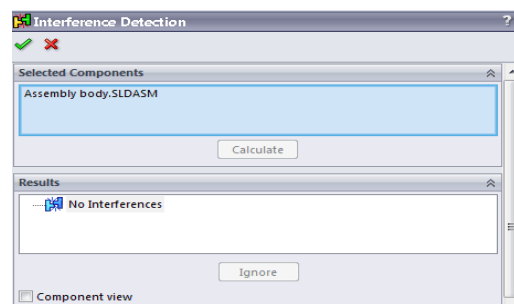 Interference Detection ?
Selected Components
Assembly body.SLDASM
Calculate
Results
No Interferences
Ignore
Component view